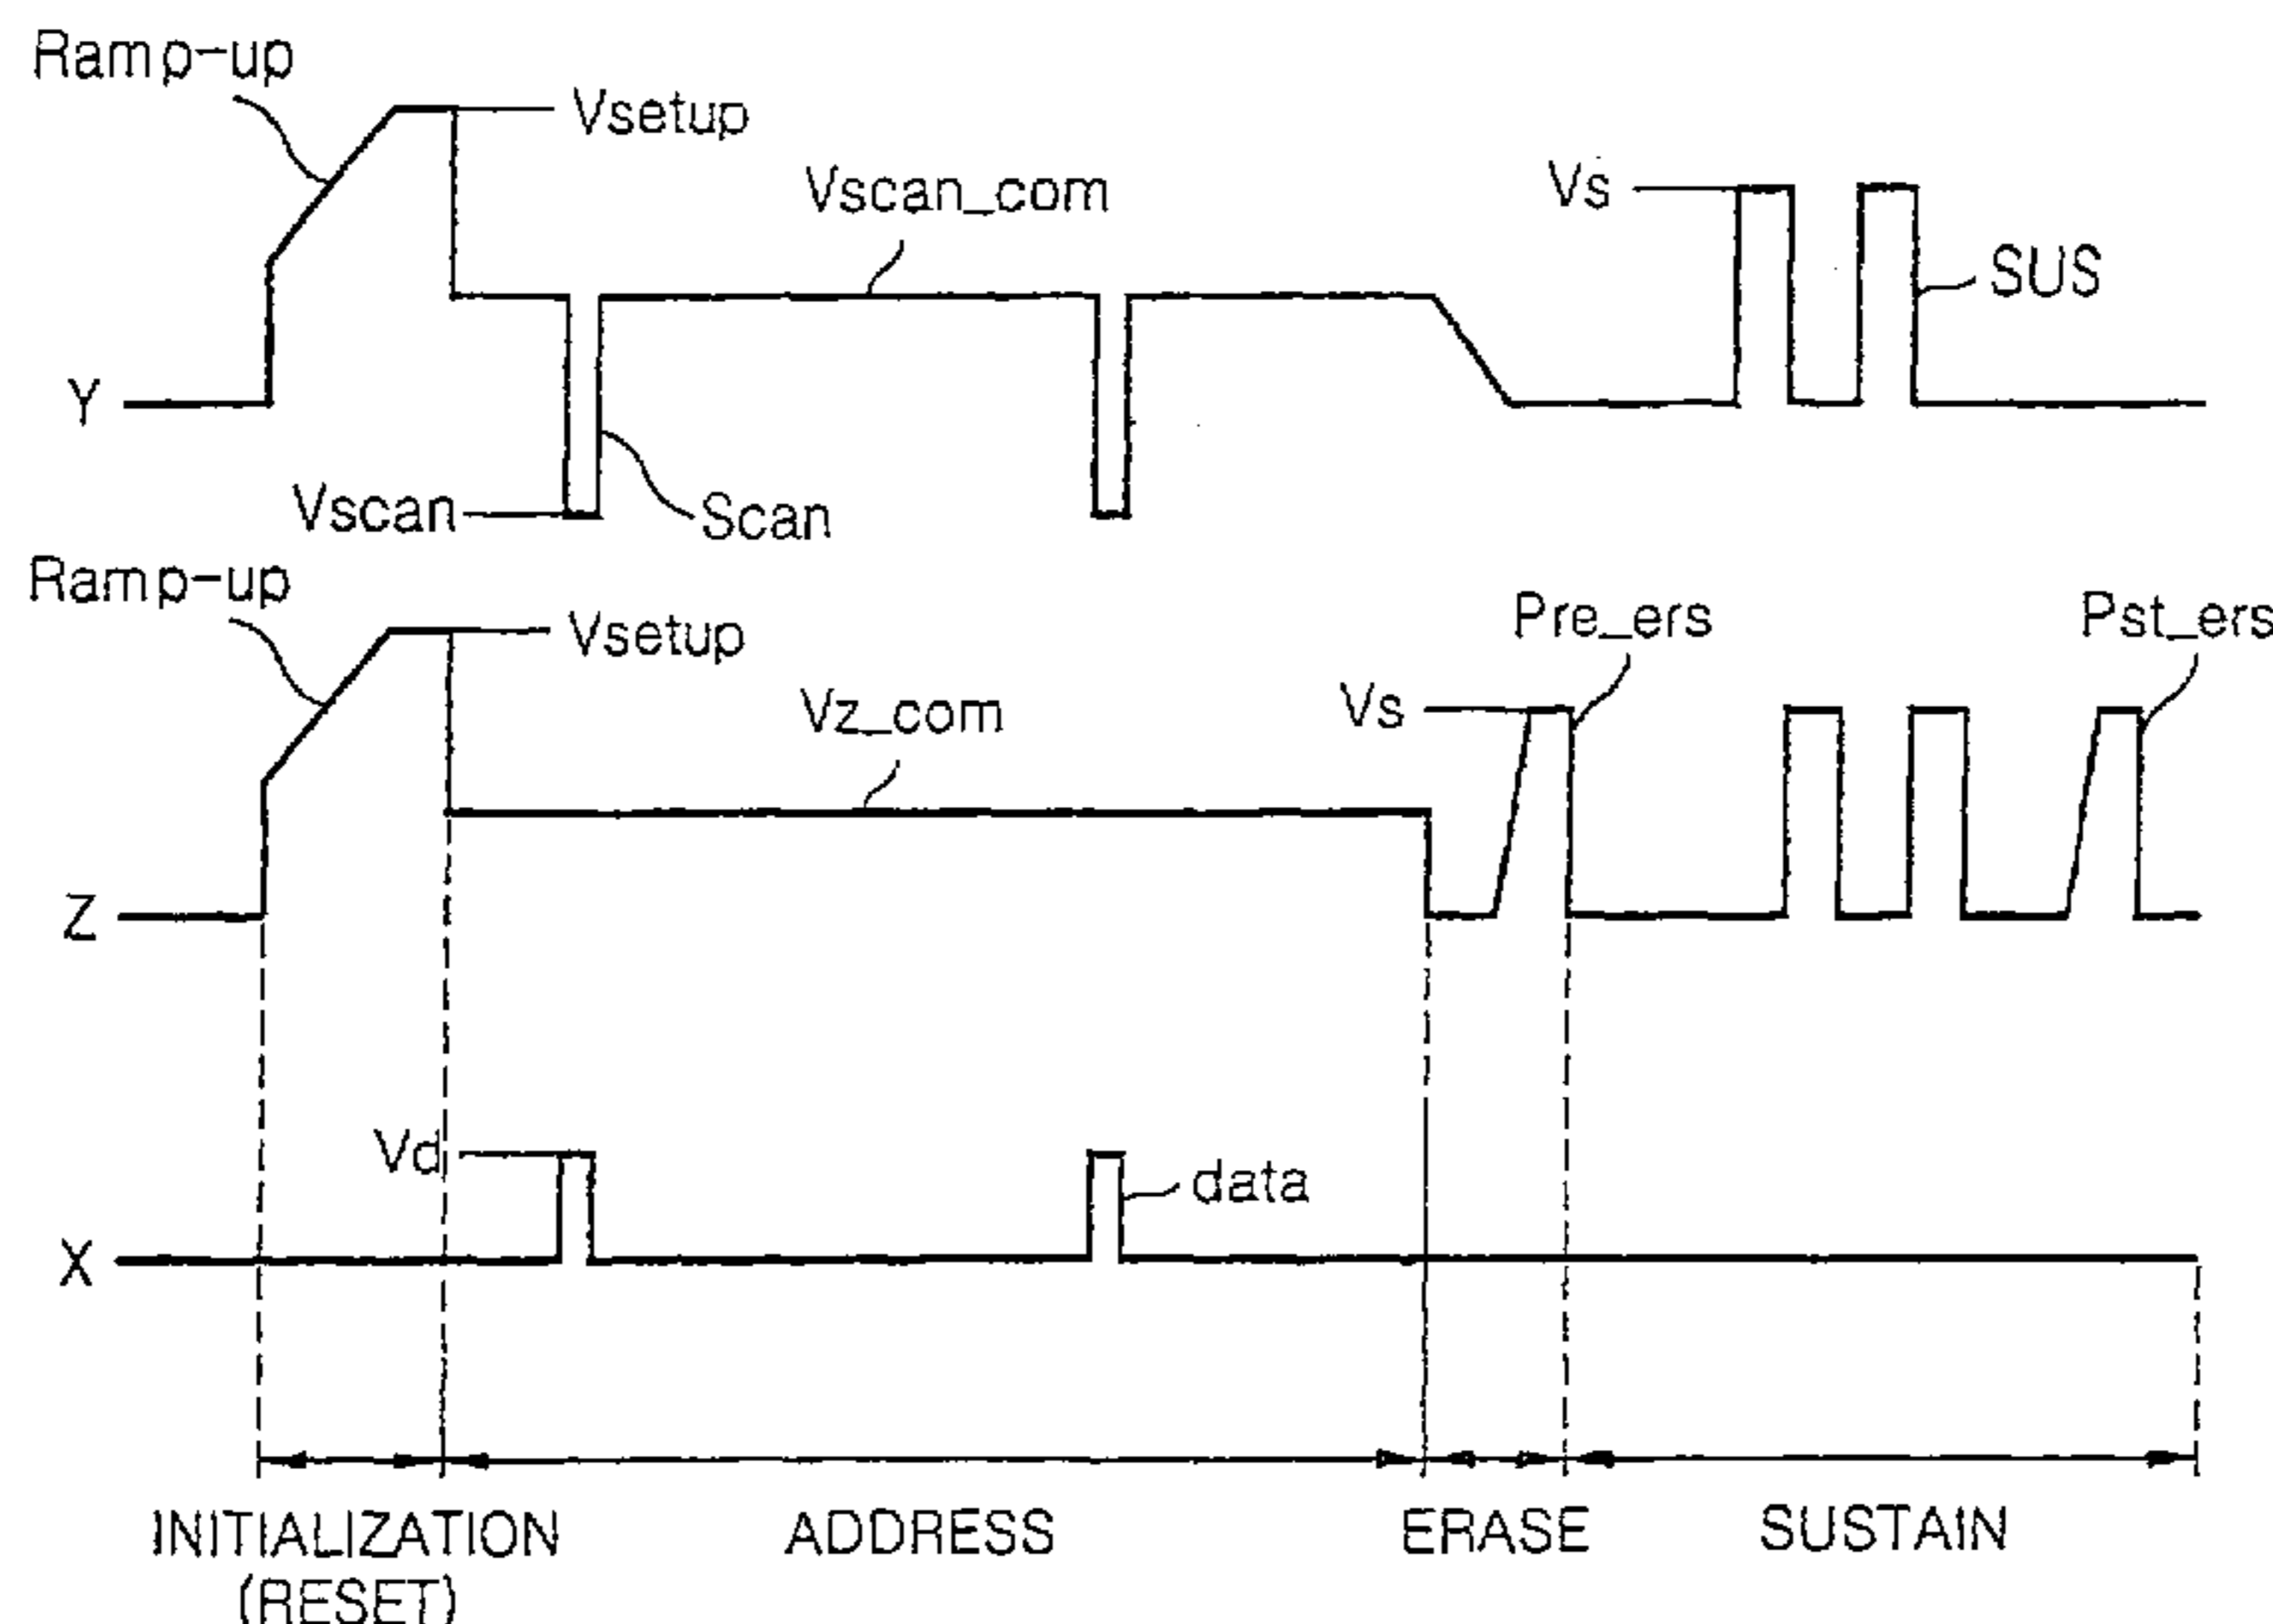 Ramp-up
Vsetup
Vscan_com
Vs
SUS
Y
Vscan
Scan
Ramp-up
Vsetup
Vz_com
Vs
Pre_ers
Pst_ers
Z
Vd
data
X
INITIALIZATION
(RESET)
ADDRESS
ERASE
SUSTAIN